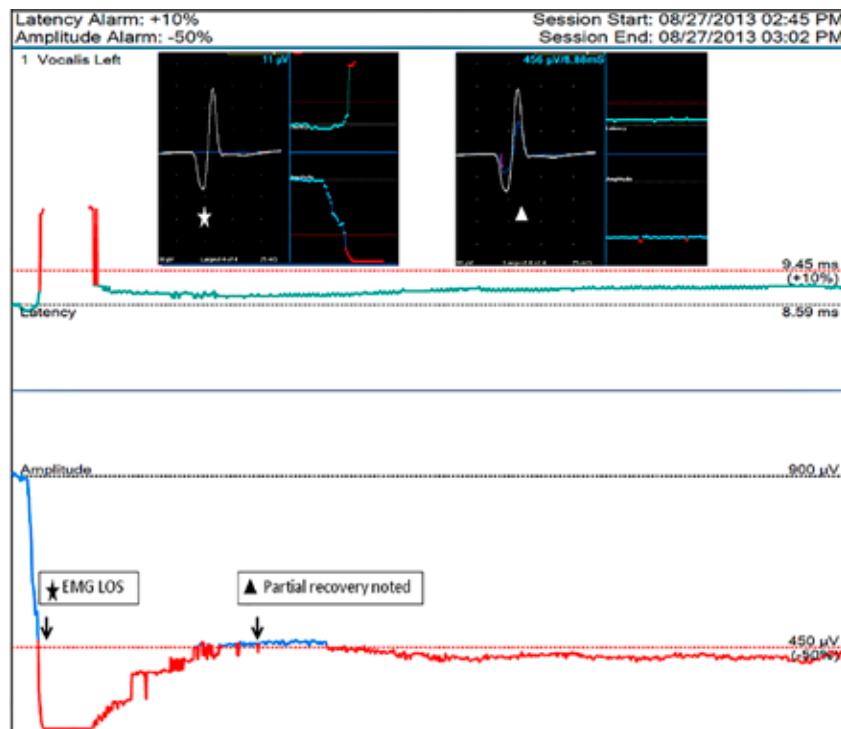 Latency Alarm: +10%
Session Start: 08/27/2013 02:45 PM
Amplitude Alarm: -50%
Session End: 08/27/2013 03:02 PM
1 Vocalis Left
11 µV
456 µV/8.88mS
Latency
Amplitude
9.45 ms
(+10%)
Latency
8.59 ms
Amplitude
900 µV
EMG LOS
Partial recovery noted
450 µV
(-50%)